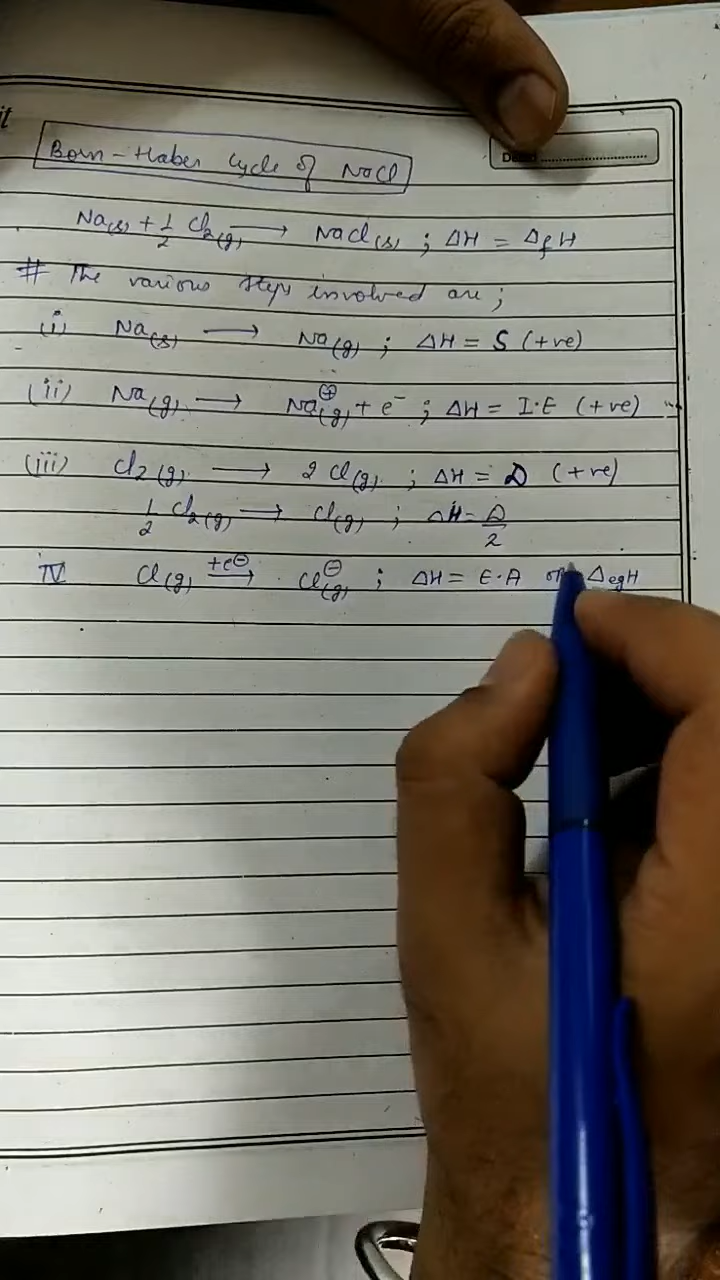 it
Born-Haber Cycle of NaCl
Na(s) + 1/2 Cl2(g) → NaCl(s) ; ΔH = ΔfH
# The various steps involved are;
(i) Na(s) → Na(g) ; ΔH = S (+ve)
(ii) Na(g) → Na⊕(g) + e⁻ ; ΔH = I·E (+ve)
(iii) Cl2(g) → 2Cl(g) ; ΔH = D (+ve)
1/2 Cl2(g) → Cl(g) ; ΔH = D/2
IV Cl(g) +e⊖→ Cl⊖(g) ; ΔH = E·A or ΔegH